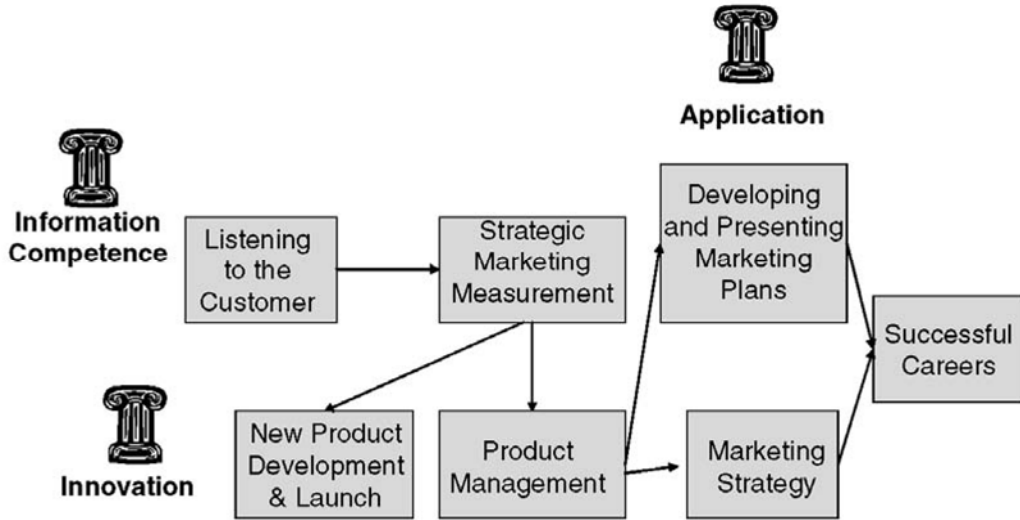 Application
Information
Competence
Listening
to the
Customer
Strategic
Marketing
Measurement
Developing
and Presenting
Marketing
Plans
Successful
Careers
Innovation
New Product
Development
& Launch
Product
Management
Marketing
Strategy